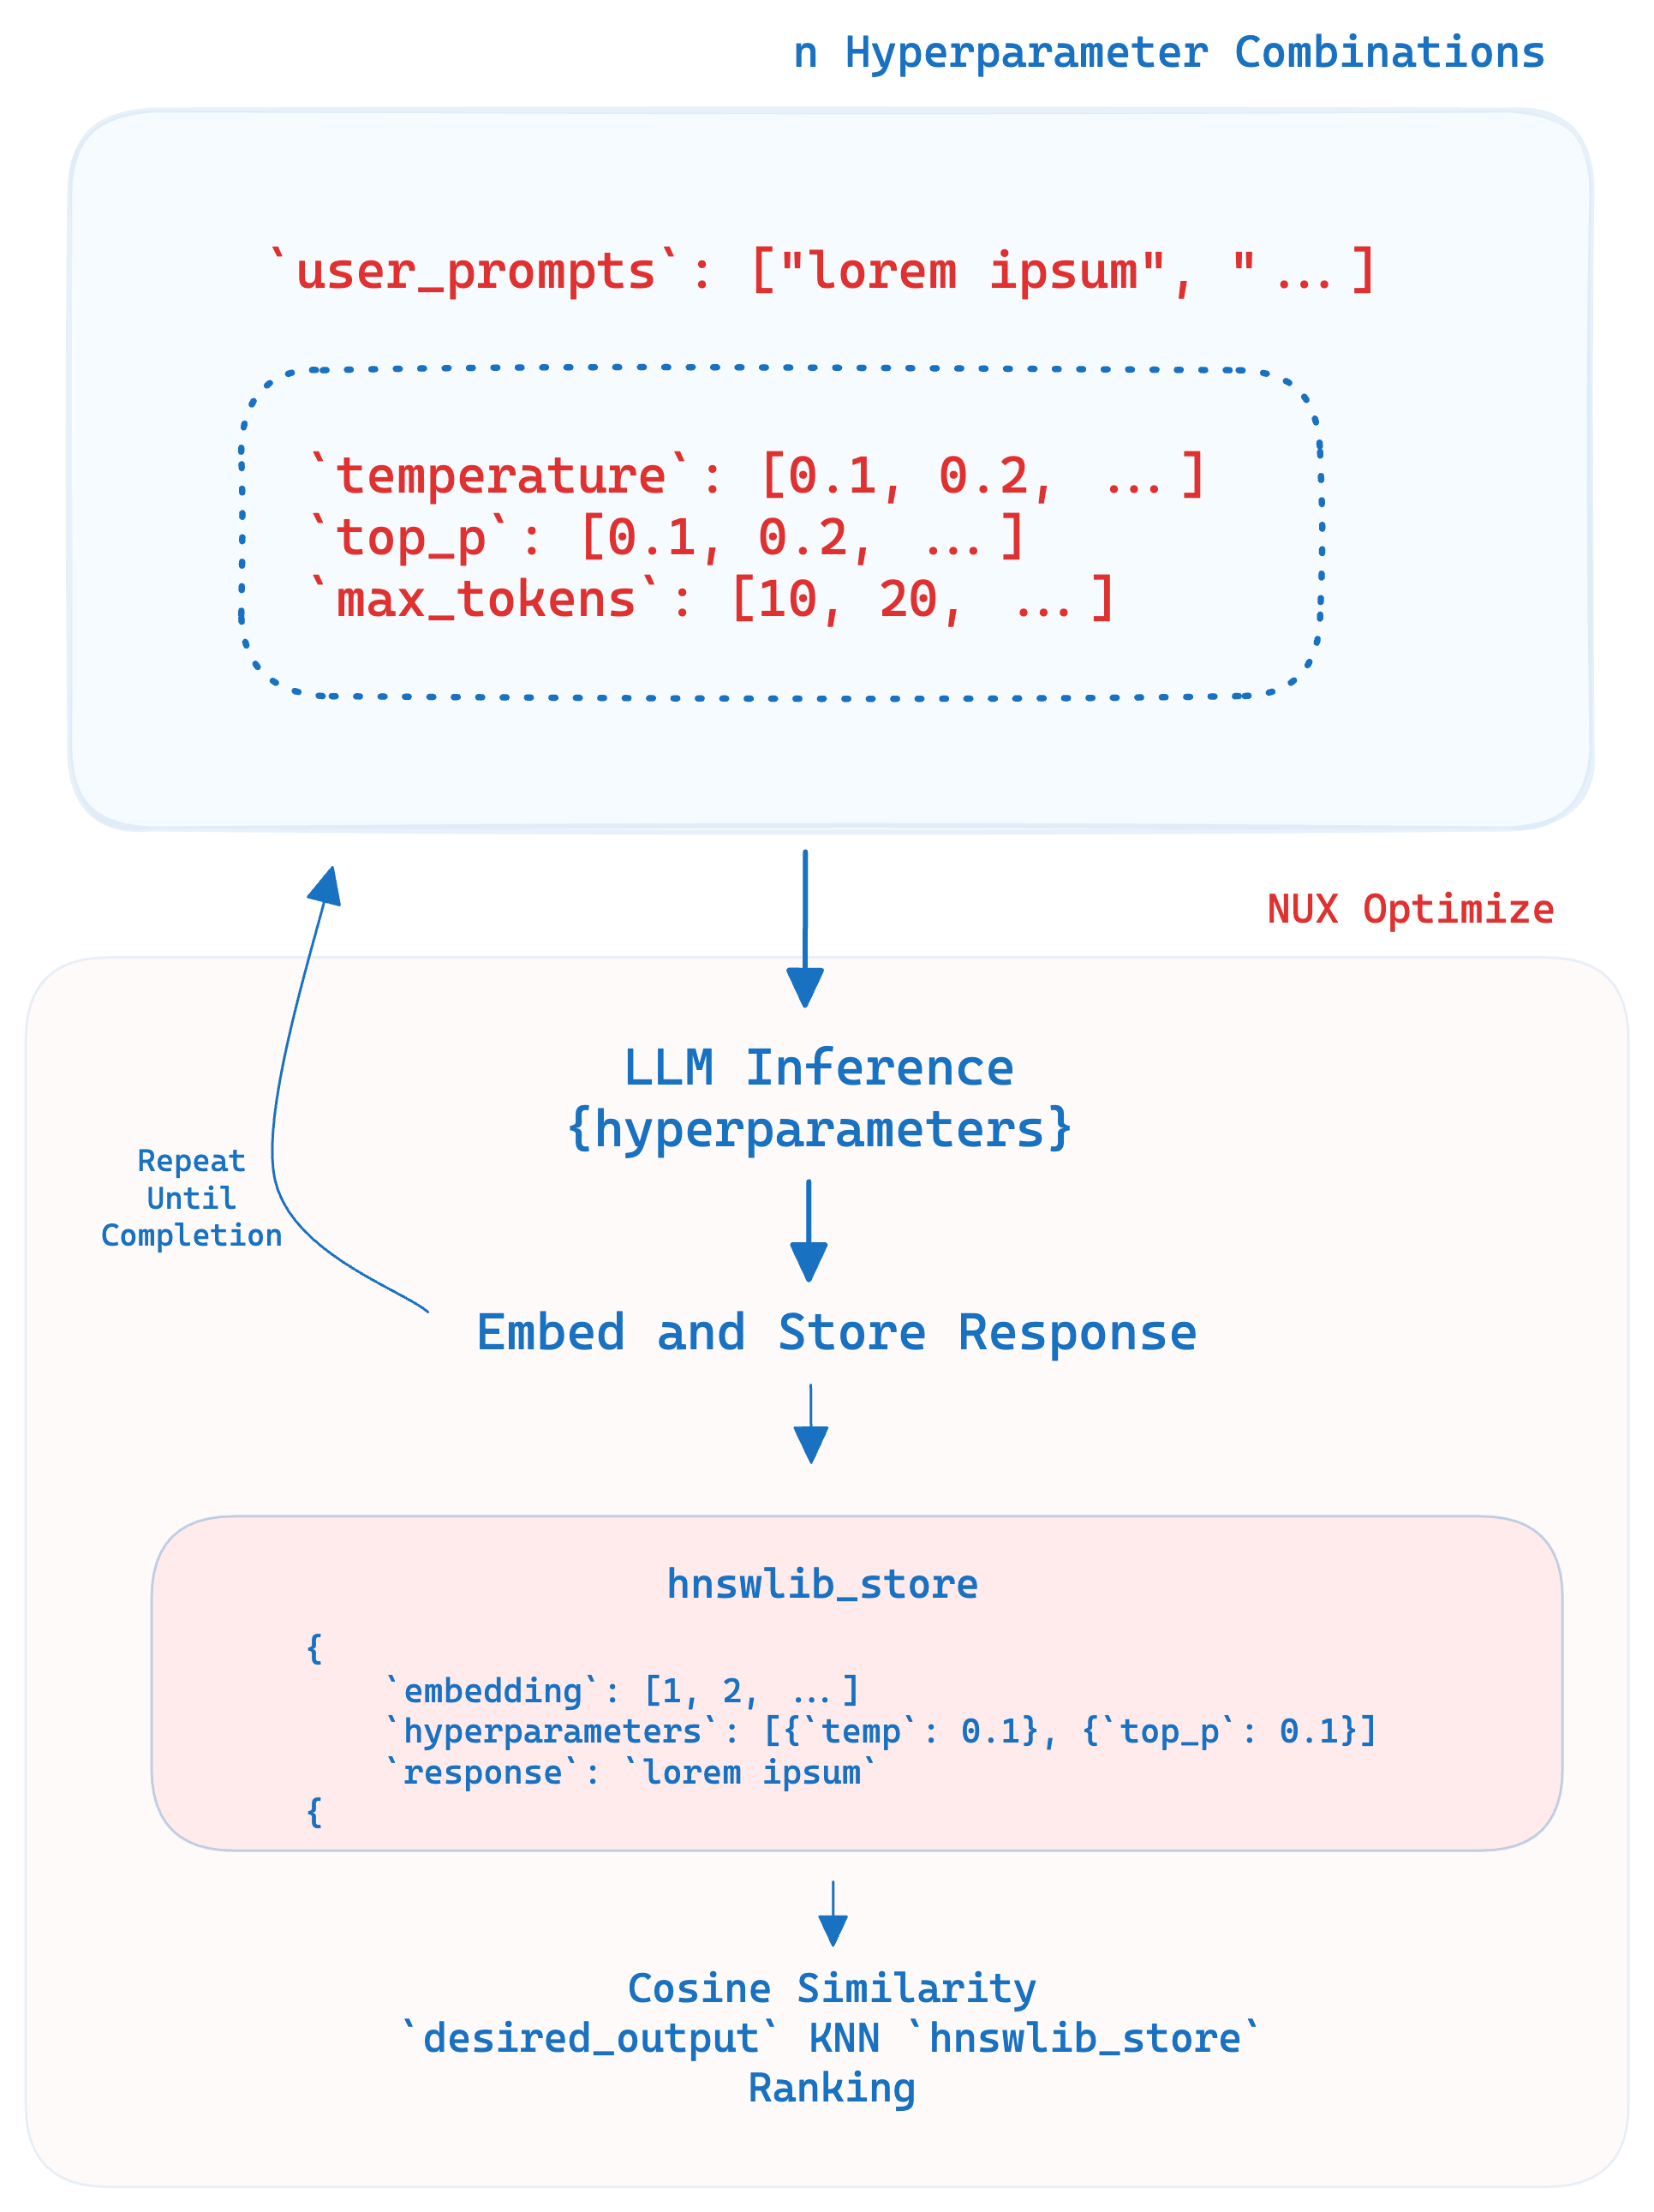 n Hyperparameter Combinations
`user_prompts`: ["lorem ipsum", "...]
`temperature`: [0.1, 0.2, ...]
`top_p`: [0.1, 0.2, ...]
`max_tokens`: [10, 20, ...]
NUX Optimize
LLM Inference
{hyperparameters}
Repeat
Until
Completion
Embed and Store Response
hnswlib_store
{
`embedding`: [1, 2, ...]
`hyperparameters`: [{`temp`: 0.1}, {`top_p`: 0.1}]
`response`: `lorem ipsum`
{
Cosine Similarity
`desired_output` KNN `hnswlib_store`
Ranking